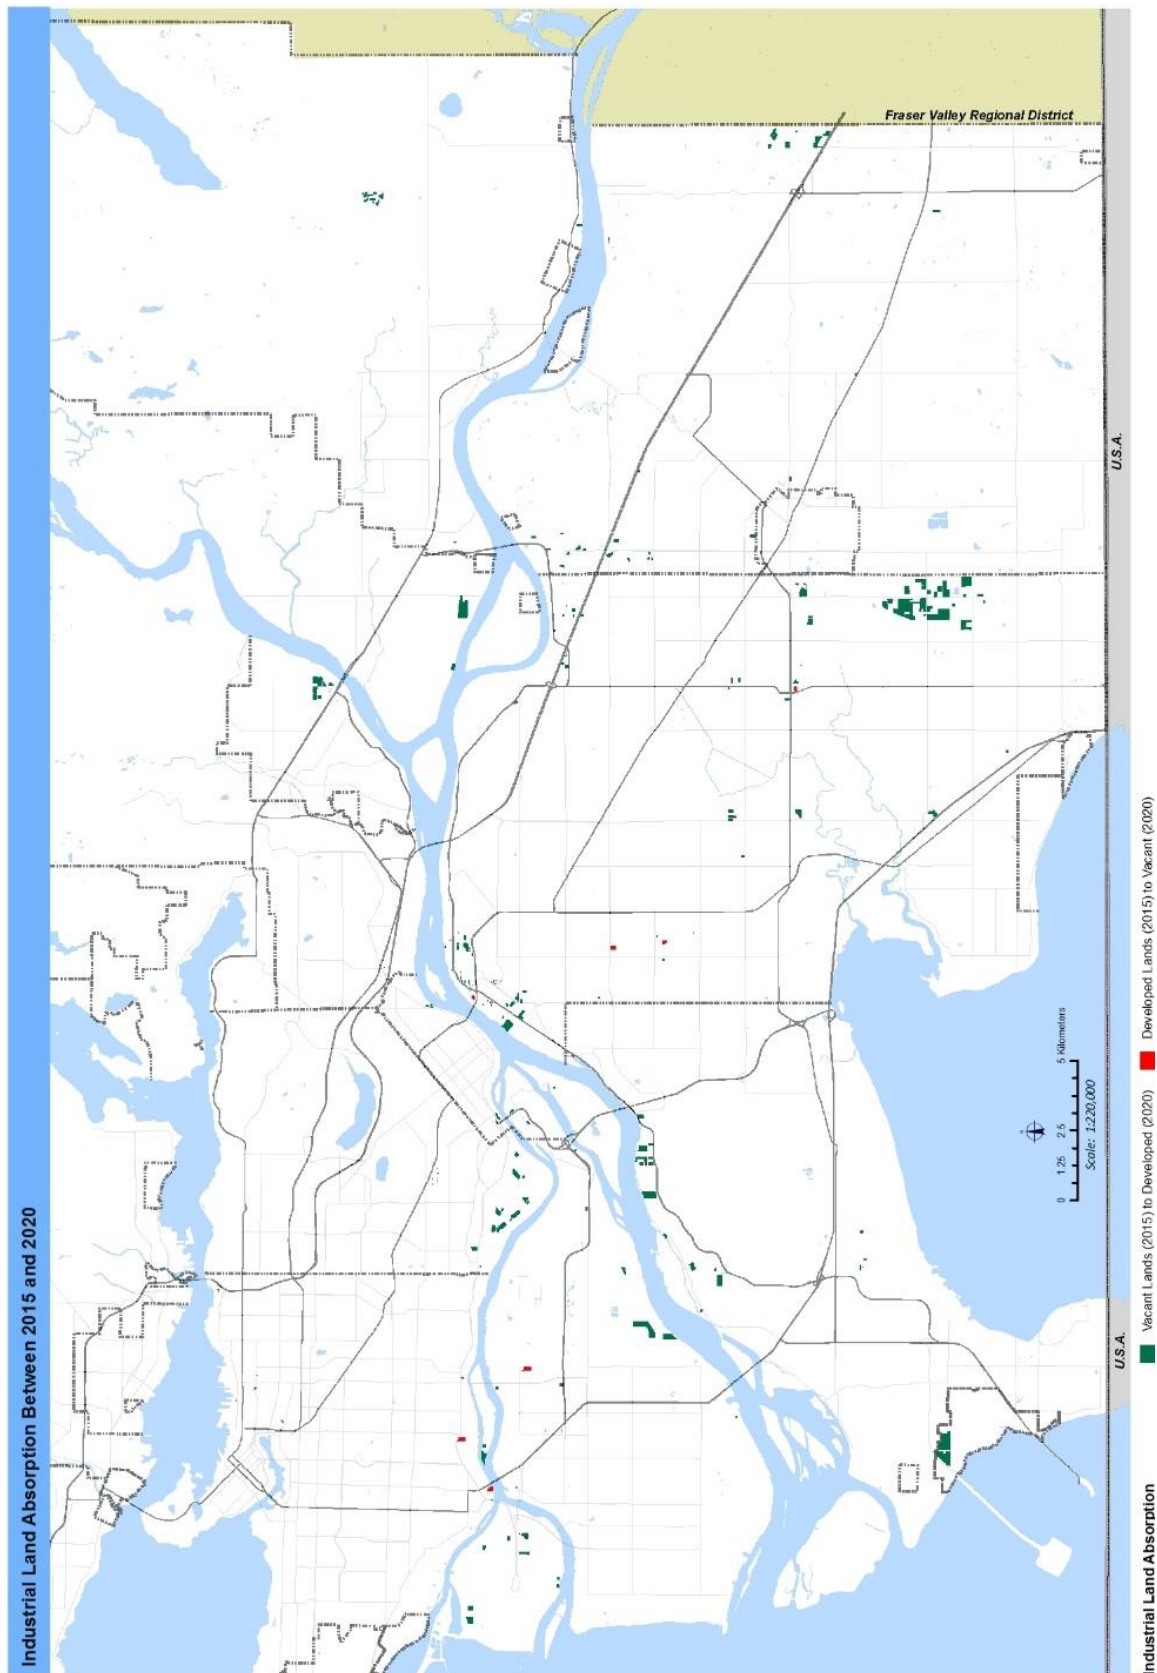 Industrial Land Absorption Between 2015 and 2020
Fraser Valley Regional District
U.S.A.
U.S.A.
0 1.25 2.5 5 Kilometers
Scale: 1:220,000
Industrial Land Absorption
Vacant Lands (2015) to Developed (2020)
Developed Lands (2015) to Vacant (2020)